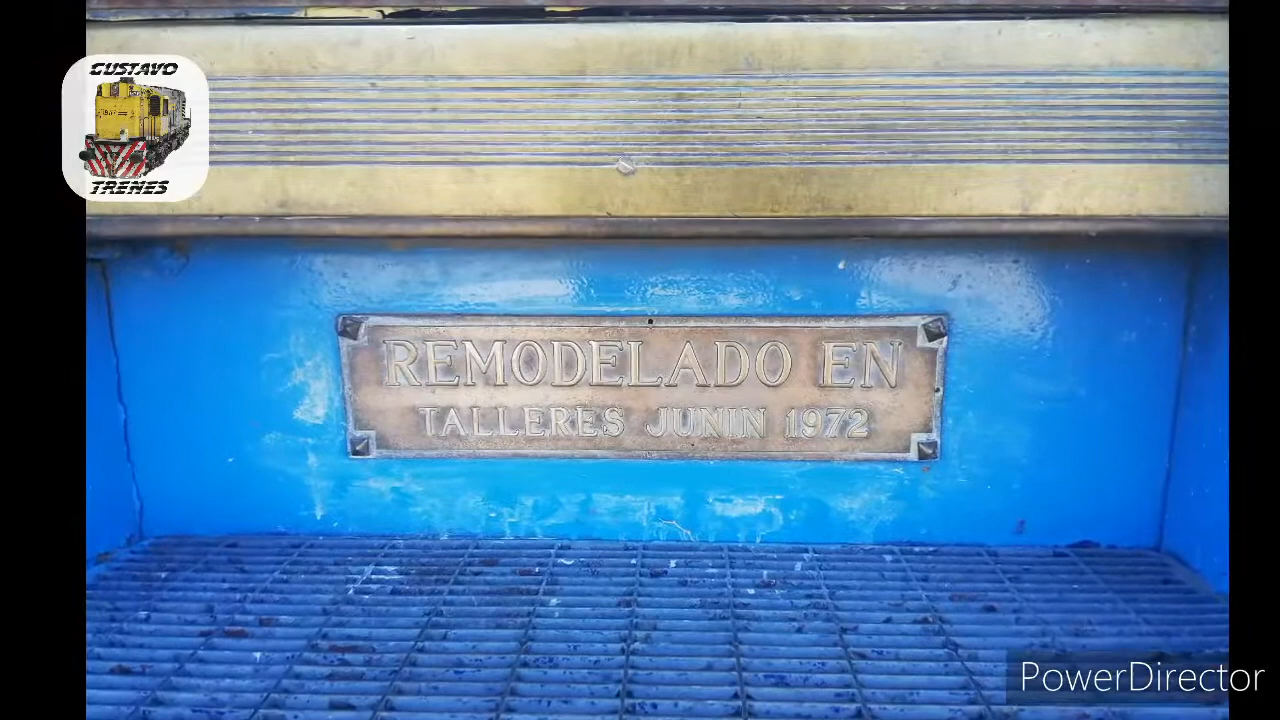 GUSTAVO
TRENES
REMODELADO EN
TALLERES JUNIN 1972
PowerDirector